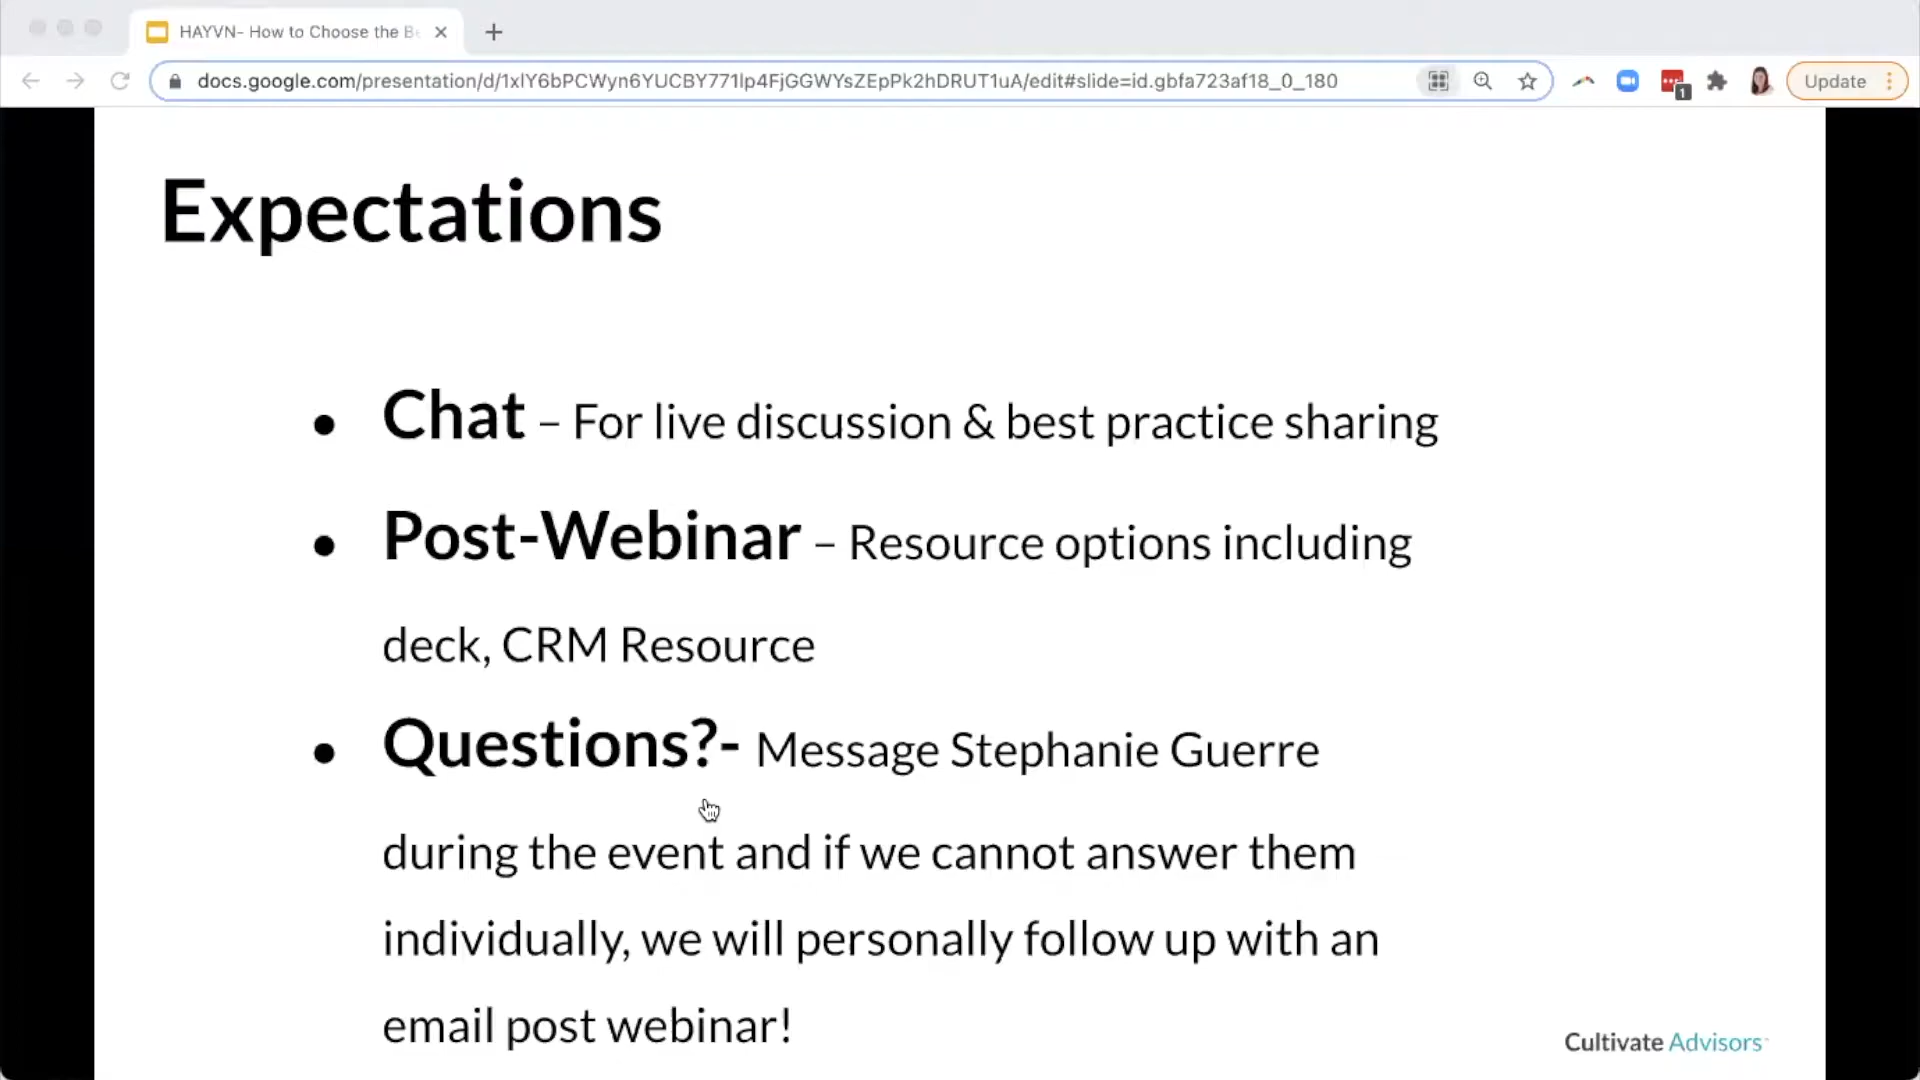 HAYVN- How to Choose the Be
docs.google.com/presentation/d/1xlY6bPCWyn6YUCBY771lp4FjGGWYsZEpPk2hDRUT1uA/edit#slide=id.gbfa723af18_0_180
1
Update
Expectations
• Chat – For live discussion & best practice sharing
• Post-Webinar – Resource options including
deck, CRM Resource
• Questions?- Message Stephanie Guerre
during the event and if we cannot answer them
individually, we will personally follow up with an
email post webinar!
Cultivate Advisors